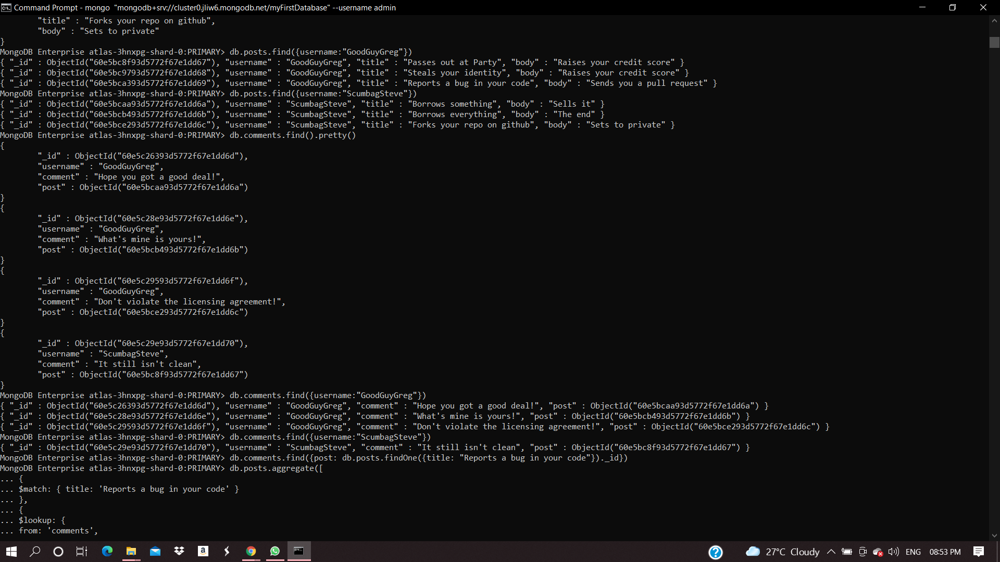 Command Prompt - mongo  "mongodb+srv://cluster0.jliw6.mongodb.net/myFirstDatabase" --username admin
        "title" : "Forks your repo on github",
        "body" : "Sets to private"
}
MongoDB Enterprise atlas-3hnxpg-shard-0:PRIMARY> db.posts.find({username:"GoodGuyGreg"})
{ "_id" : ObjectId("60e5bc8f93d5772f67e1dd67"), "username" : "GoodGuyGreg", "title" : "Passes out at Party", "body" : "Raises your credit score" }
{ "_id" : ObjectId("60e5bc9793d5772f67e1dd68"), "username" : "GoodGuyGreg", "title" : "Steals your identity", "body" : "Raises your credit score" }
{ "_id" : ObjectId("60e5bca393d5772f67e1dd69"), "username" : "GoodGuyGreg", "title" : "Reports a bug in your code", "body" : "Sends you a pull request" }
MongoDB Enterprise atlas-3hnxpg-shard-0:PRIMARY> db.posts.find({username:"ScumbagSteve"})
{ "_id" : ObjectId("60e5bcaa93d5772f67e1dd6a"), "username" : "ScumbagSteve", "title" : "Borrows something", "body" : "Sells it" }
{ "_id" : ObjectId("60e5bcb493d5772f67e1dd6b"), "username" : "ScumbagSteve", "title" : "Borrows everything", "body" : "The end" }
{ "_id" : ObjectId("60e5bce293d5772f67e1dd6c"), "username" : "ScumbagSteve", "title" : "Forks your repo on github", "body" : "Sets to private" }
MongoDB Enterprise atlas-3hnxpg-shard-0:PRIMARY> db.comments.find().pretty()
{
        "_id" : ObjectId("60e5c26393d5772f67e1dd6d"),
        "username" : "GoodGuyGreg",
        "comment" : "Hope you got a good deal!",
        "post" : ObjectId("60e5bcaa93d5772f67e1dd6a")
}
{
        "_id" : ObjectId("60e5c28e93d5772f67e1dd6e"),
        "username" : "GoodGuyGreg",
        "comment" : "What's mine is yours!",
        "post" : ObjectId("60e5bcb493d5772f67e1dd6b")
}
{
        "_id" : ObjectId("60e5c29593d5772f67e1dd6f"),
        "username" : "GoodGuyGreg",
        "comment" : "Don't violate the licensing agreement!",
        "post" : ObjectId("60e5bce293d5772f67e1dd6c")
}
{
        "_id" : ObjectId("60e5c29e93d5772f67e1dd70"),
        "username" : "ScumbagSteve",
        "comment" : "It still isn't clean",
        "post" : ObjectId("60e5bc8f93d5772f67e1dd67")
}
MongoDB Enterprise atlas-3hnxpg-shard-0:PRIMARY> db.comments.find({username:"GoodGuyGreg"})
{ "_id" : ObjectId("60e5c26393d5772f67e1dd6d"), "username" : "GoodGuyGreg", "comment" : "Hope you got a good deal!", "post" : ObjectId("60e5bcaa93d5772f67e1dd6a") }
{ "_id" : ObjectId("60e5c28e93d5772f67e1dd6e"), "username" : "GoodGuyGreg", "comment" : "What's mine is yours!", "post" : ObjectId("60e5bcb493d5772f67e1dd6b") }
{ "_id" : ObjectId("60e5c29593d5772f67e1dd6f"), "username" : "GoodGuyGreg", "comment" : "Don't violate the licensing agreement!", "post" : ObjectId("60e5bce293d5772f67e1dd6c") }
MongoDB Enterprise atlas-3hnxpg-shard-0:PRIMARY> db.comments.find({username:"ScumbagSteve"})
{ "_id" : ObjectId("60e5c29e93d5772f67e1dd70"), "username" : "ScumbagSteve", "comment" : "It still isn't clean", "post" : ObjectId("60e5bc8f93d5772f67e1dd67") }
MongoDB Enterprise atlas-3hnxpg-shard-0:PRIMARY> db.comments.find({post: db.posts.findOne({title: "Reports a bug in your code"})._id})
MongoDB Enterprise atlas-3hnxpg-shard-0:PRIMARY> db.posts.aggregate([
... {
... $match: { title: 'Reports a bug in your code' }
... },
... {
... $lookup: {
... from: 'comments',
27°C  Cloudy  ENG  08:53 PM